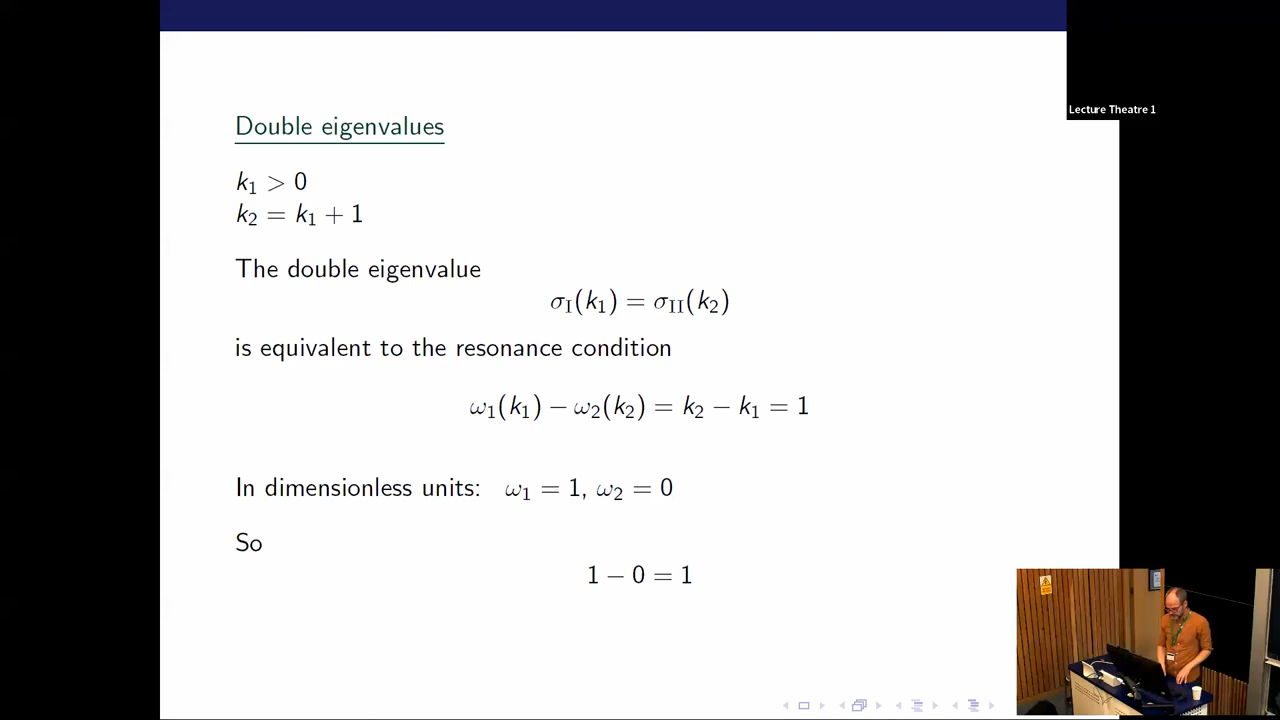 Lecture Theatre 1
Double eigenvalues
k₁ > 0
k₂ = k₁ + 1
The double eigenvalue
σ_I(k₁) = σ_II(k₂)
is equivalent to the resonance condition
ω₁(k₁) − ω₂(k₂) = k₂ − k₁ = 1
In dimensionless units: ω₁ = 1, ω₂ = 0
So
1 − 0 = 1